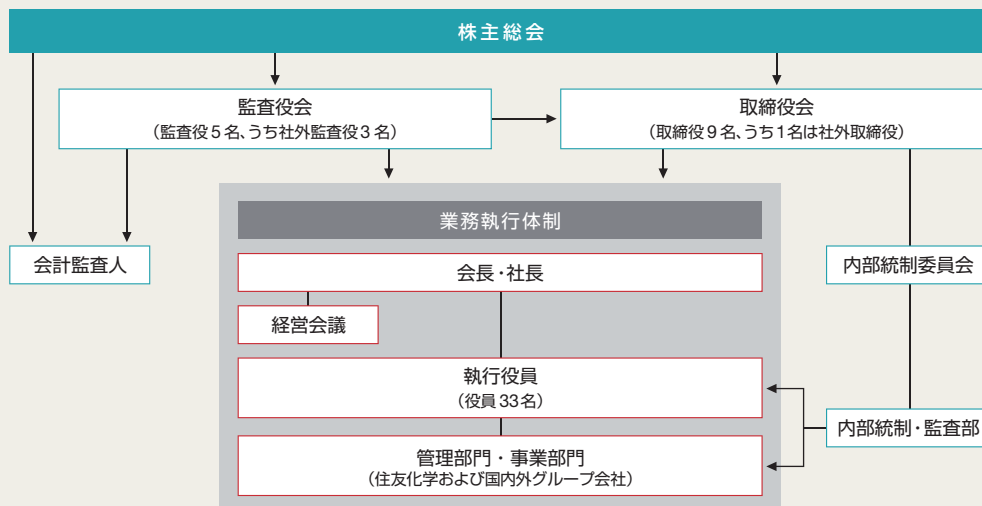 株主総会
監査役会
（監査役5名、うち社外監査役3名）
取締役会
（取締役9名、うち1名は社外取締役）
業務執行体制
会計監査人
会長・社長
内部統制委員会
経営会議
執行役員
（役員33名）
内部統制・監査部
管理部門・事業部門
（住友化学および国内外グループ会社）